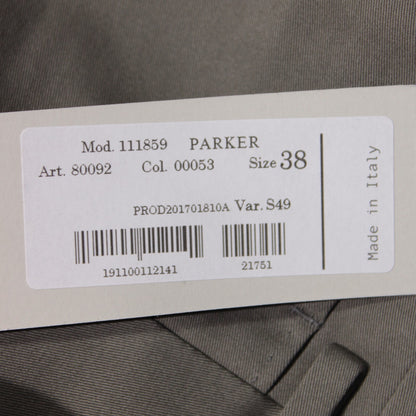 Mod. 111859 PARKER
Art. 80092 Col. 00053 Size 38
PROD201701810A Var. S49
191100112141 21751
Made in Italy